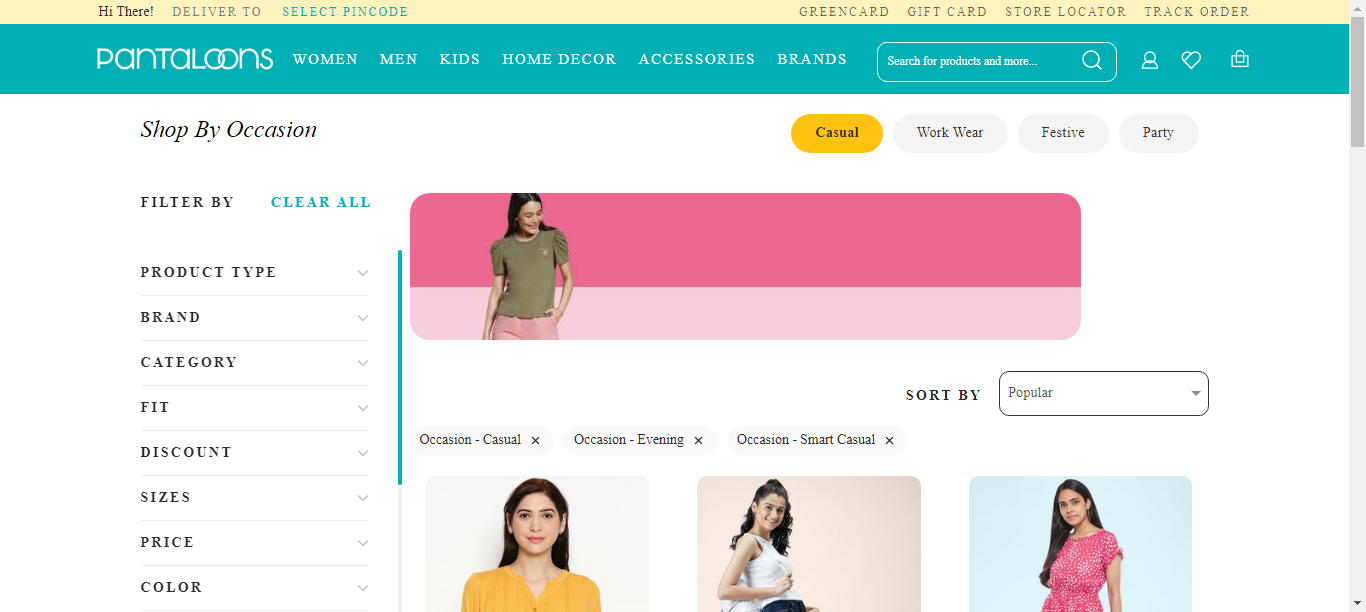 Hi There! DELIVER TO SELECT PINCODE GREENCARD GIFT CARD STORE LOCATOR TRACK ORDER
PANTALOONS WOMEN MEN KIDS HOME DECOR ACCESSORIES BRANDS Search for products and more...
Shop By Occasion Casual Work Wear Festive Party
FILTER BY CLEAR ALL
PRODUCT TYPE
BRAND
CATEGORY
FIT
DISCOUNT
SIZES
PRICE
COLOR
SORT BY Popular
Occasion - Casual × Occasion - Evening × Occasion - Smart Casual ×